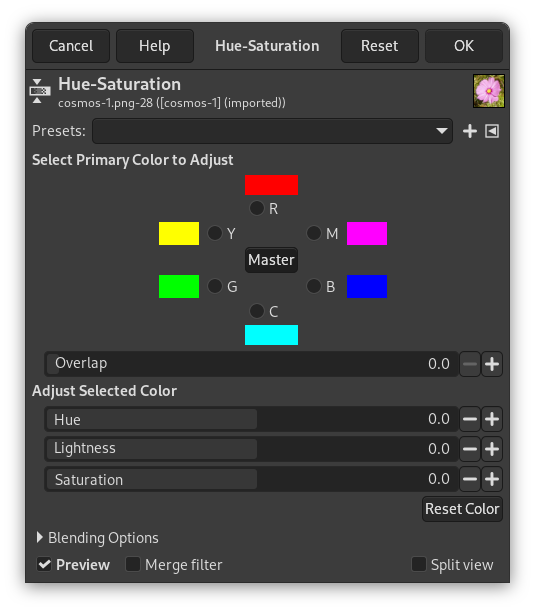 Cancel Help Hue-Saturation Reset OK
Hue-Saturation
cosmos-1.png-28 ([cosmos-1] (imported))
Presets:
Select Primary Color to Adjust
R
Y M
Master
G B
C
Overlap 0.0
Adjust Selected Color
Hue 0.0
Lightness 0.0
Saturation 0.0
Reset Color
Blending Options
Preview Merge filter Split view